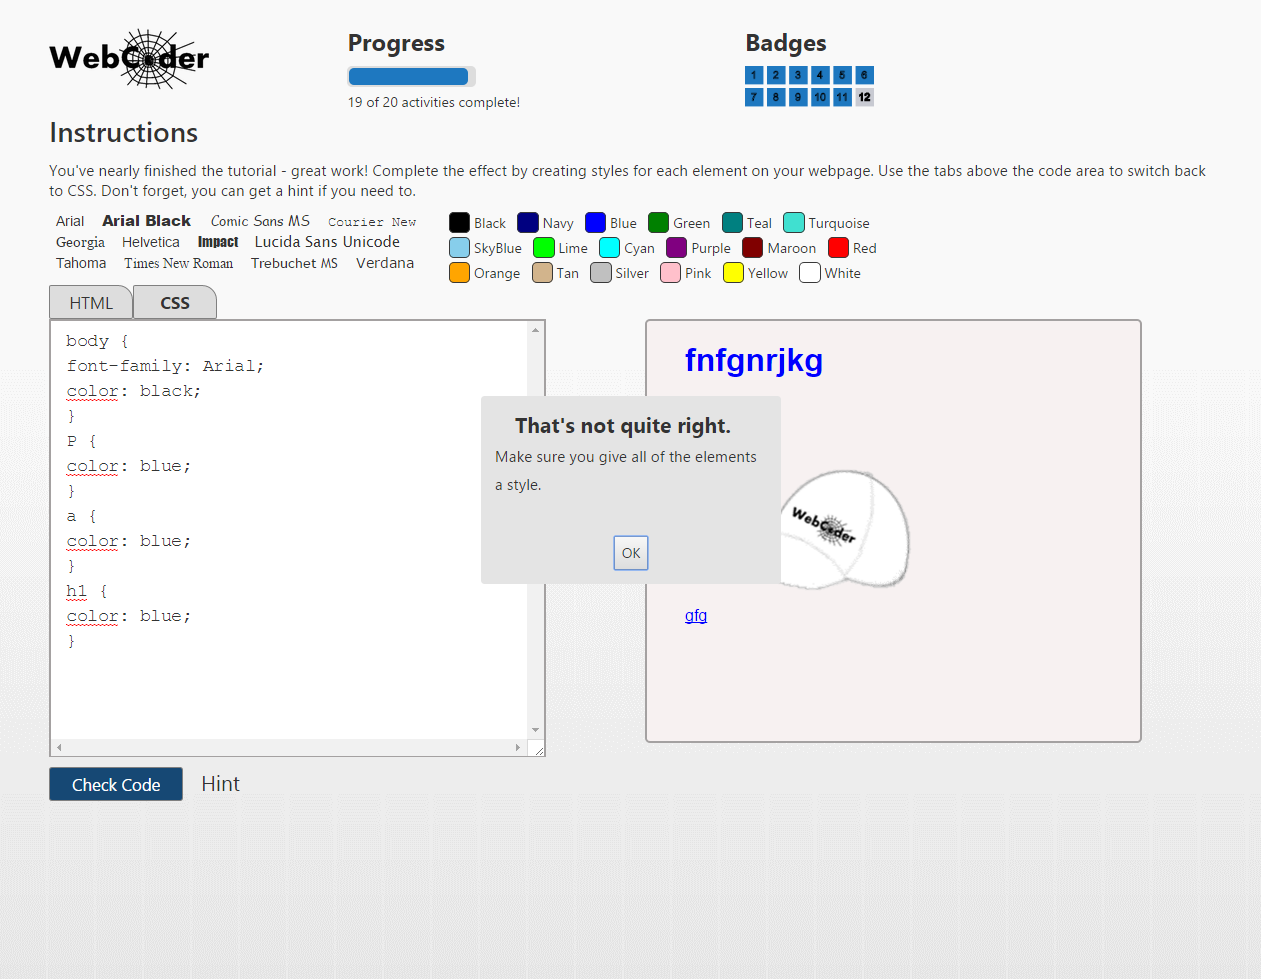 WebCoder
Progress
19 of 20 activities complete!
Badges
1 2 3 4 5 6
7 8 9 10 11 12
Instructions
You've nearly finished the tutorial - great work! Complete the effect by creating styles for each element on your webpage. Use the tabs above the code area to switch back
to CSS. Don't forget, you can get a hint if you need to.
Arial Arial Black Comic Sans MS Courier New
Georgia Helvetica Impact Lucida Sans Unicode
Tahoma Times New Roman Trebuchet MS Verdana
Black Navy Blue Green Teal Turquoise
SkyBlue Lime Cyan Purple Maroon Red
Orange Tan Silver Pink Yellow White
HTML CSS
body {
font-family: Arial;
color: black;
}
P {
color: blue;
}
a {
color: blue;
}
h1 {
color: blue;
}
fnfgnrjkg
That's not quite right.
Make sure you give all of the elements
a style.
OK
WebCoder
gfg
Check Code Hint